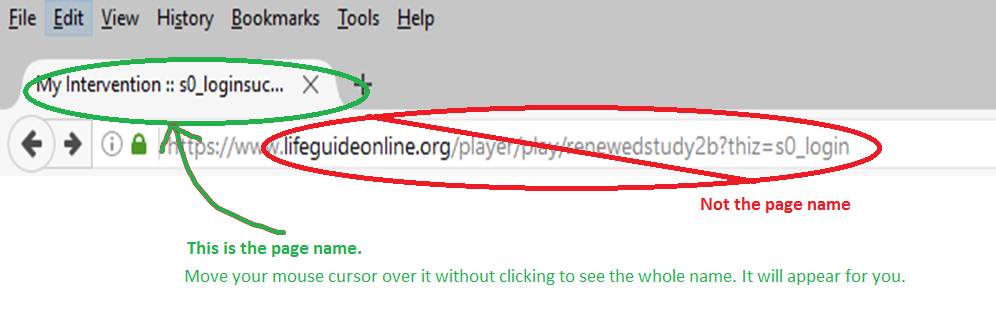 File Edit View History Bookmarks Tools Help
My Intervention :: s0_loginsuc...
https://www.lifeguideonline.org/player/play/renewedstudy2b?thiz=s0_login
Not the page name
This is the page name.
Move your mouse cursor over it without clicking to see the whole name. It will appear for you.